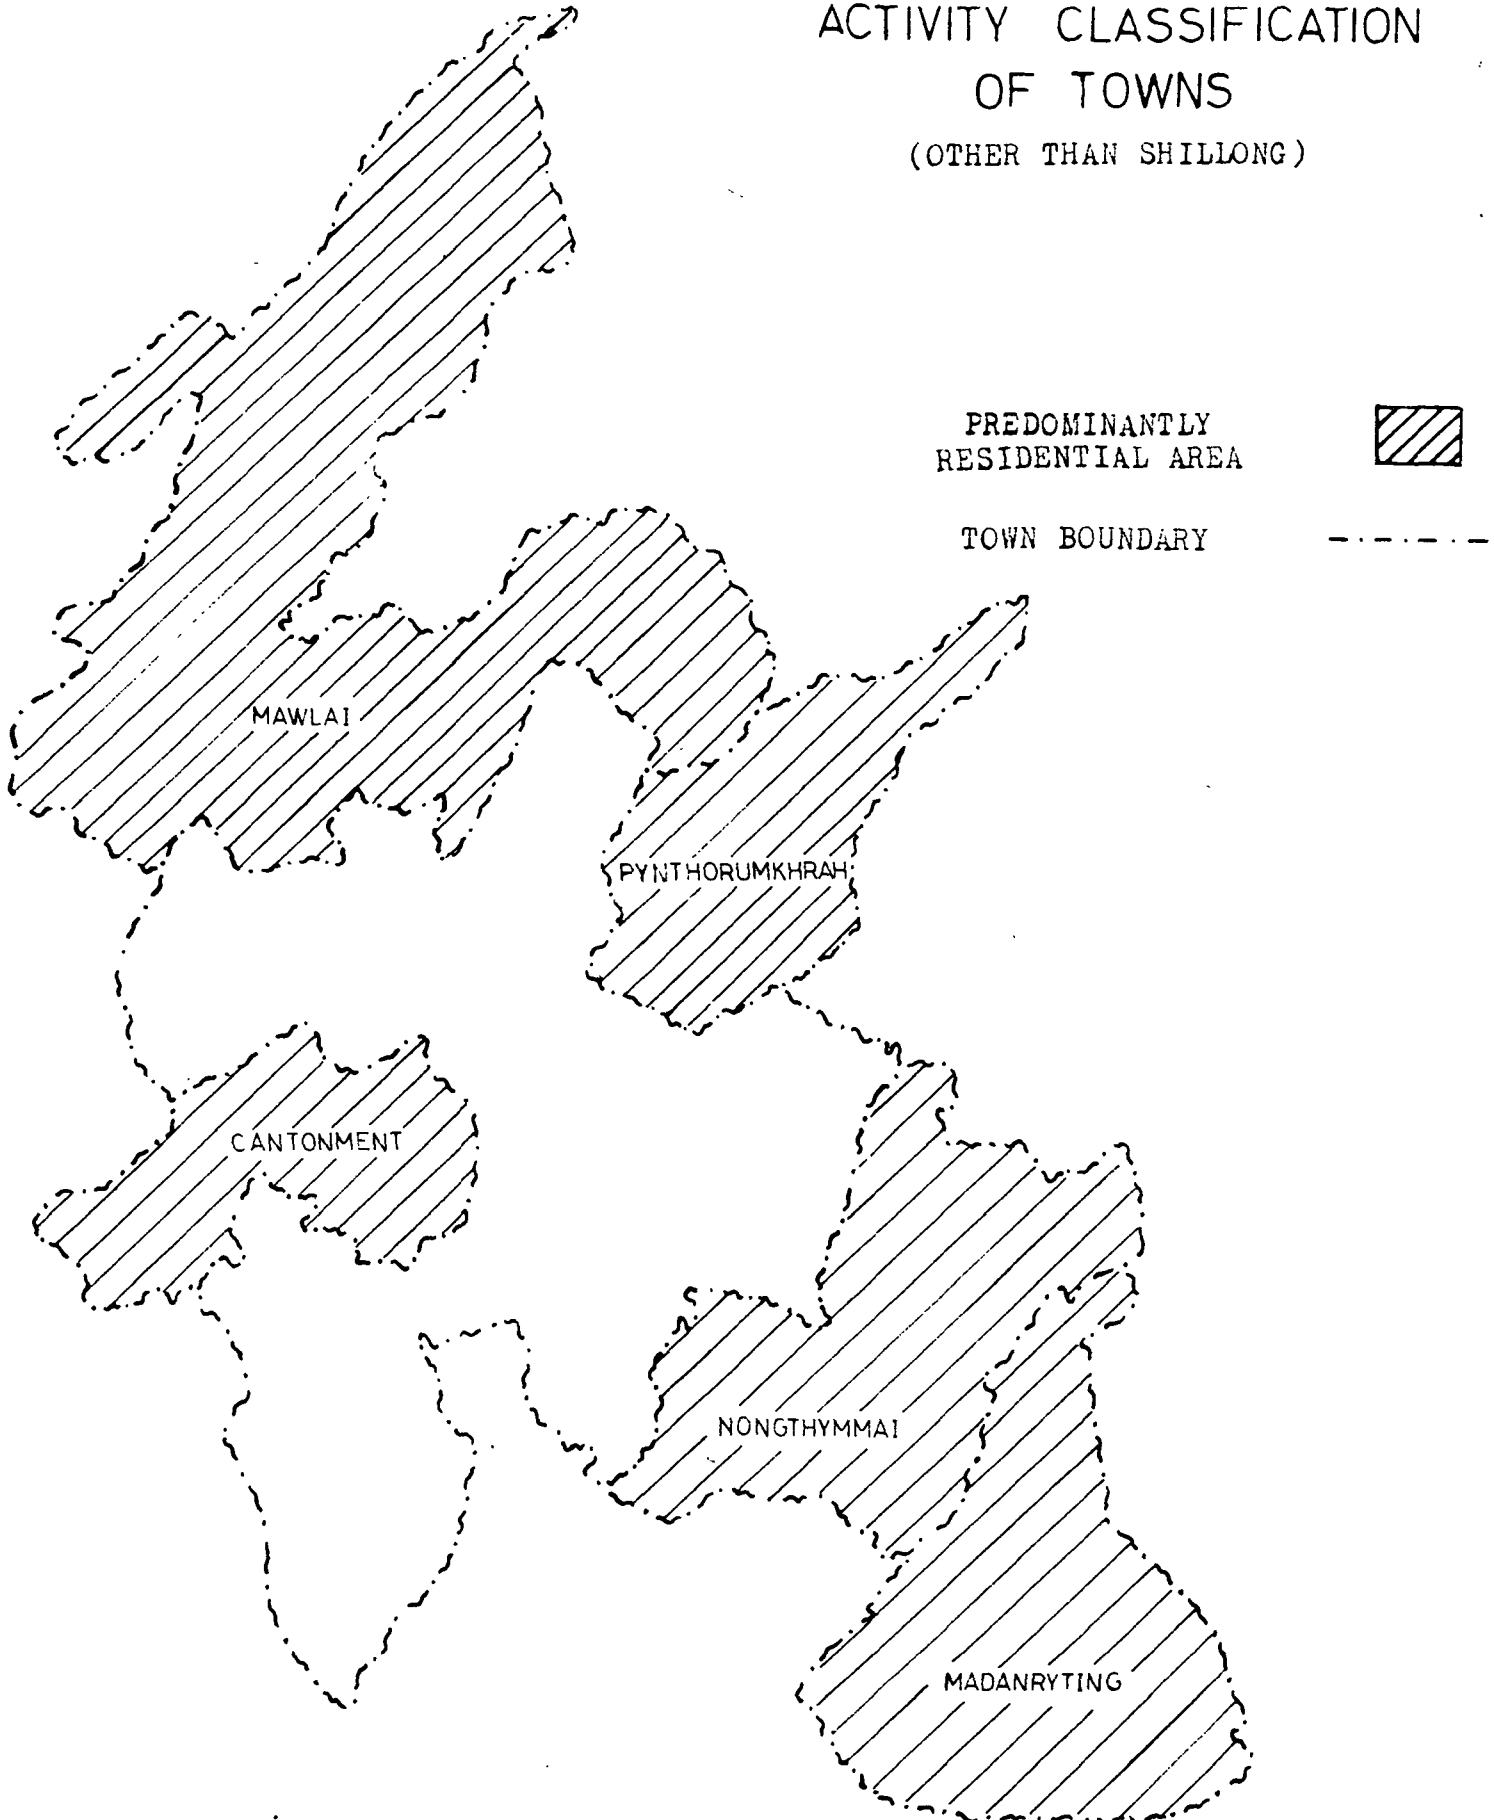 ACTIVITY CLASSIFICATION
OF TOWNS
(OTHER THAN SHILLONG)
PREDOMINANTLY
RESIDENTIAL AREA
TOWN BOUNDARY
MAWLAI
PYNTHORUMKHRAH
CANTONMENT
NONGTHYMMAI
MADANRYTING